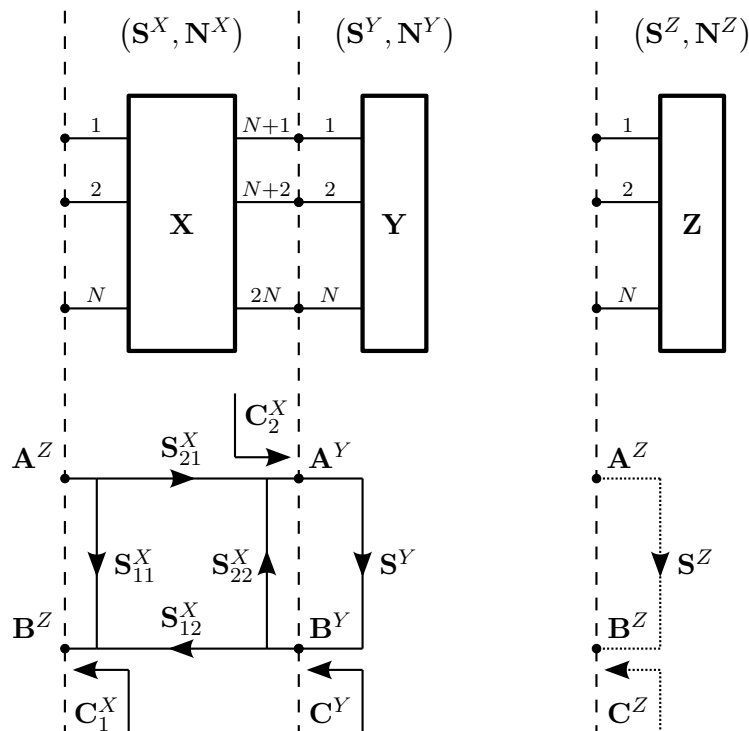 (S^X, N^X) (S^Y, N^Y) (S^Z, N^Z)
1 N+1 1 1
2 N+2 2 2
X Y Z
N 2N N N
C_2^X
A^Z S_21^X A^Y A^Z
S_11^X S_22^X S^Y S^Z
B^Z S_12^X B^Y B^Z
C_1^X C^Y C^Z